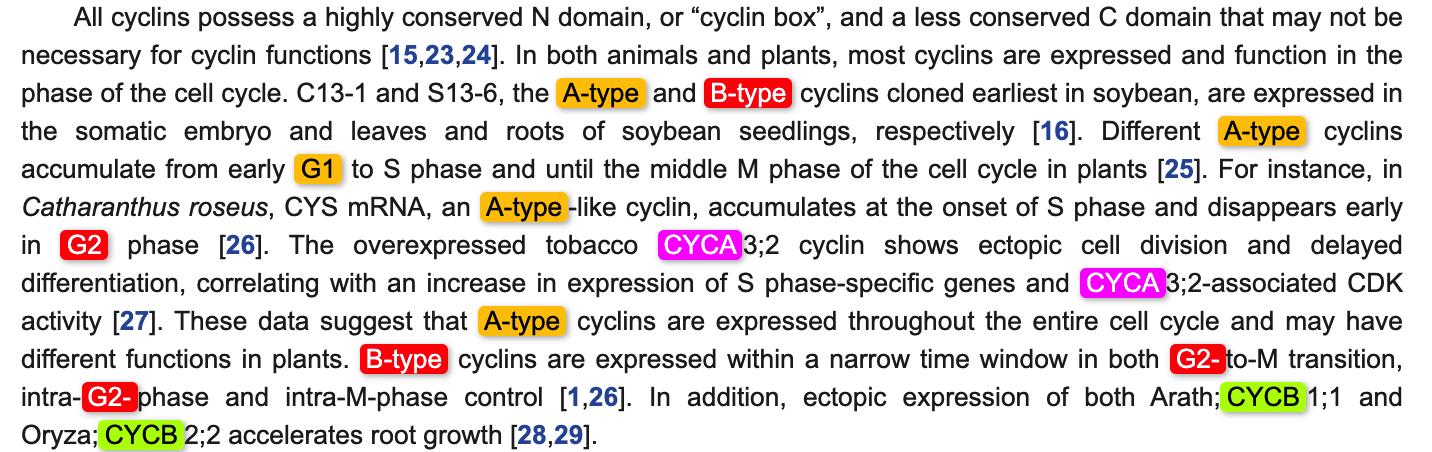 All cyclins possess a highly conserved N domain, or “cyclin box”, and a less conserved C domain that may not be
necessary for cyclin functions [15,23,24]. In both animals and plants, most cyclins are expressed and function in the
phase of the cell cycle. C13-1 and S13-6, the A-type and B-type cyclins cloned earliest in soybean, are expressed in
the somatic embryo and leaves and roots of soybean seedlings, respectively [16]. Different A-type cyclins
accumulate from early G1 to S phase and until the middle M phase of the cell cycle in plants [25]. For instance, in
Catharanthus roseus, CYS mRNA, an A-type-like cyclin, accumulates at the onset of S phase and disappears early
in G2 phase [26]. The overexpressed tobacco CYCA3;2 cyclin shows ectopic cell division and delayed
differentiation, correlating with an increase in expression of S phase-specific genes and CYCA3;2-associated CDK
activity [27]. These data suggest that A-type cyclins are expressed throughout the entire cell cycle and may have
different functions in plants. B-type cyclins are expressed within a narrow time window in both G2-to-M transition,
intra-G2-phase and intra-M-phase control [1,26]. In addition, ectopic expression of both Arath;CYCB1;1 and
Oryza;CYCB2;2 accelerates root growth [28,29].